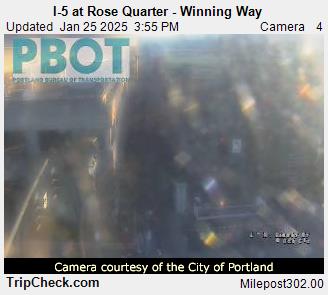 I-5 at Rose Quarter - Winning Way
Updated Jan 25 2025 3:55 PM Camera 4
PBOT
PORTLAND BUREAU OF TRANSPORTATION
Camera courtesy of the City of Portland
TripCheck.com Milepost302.00